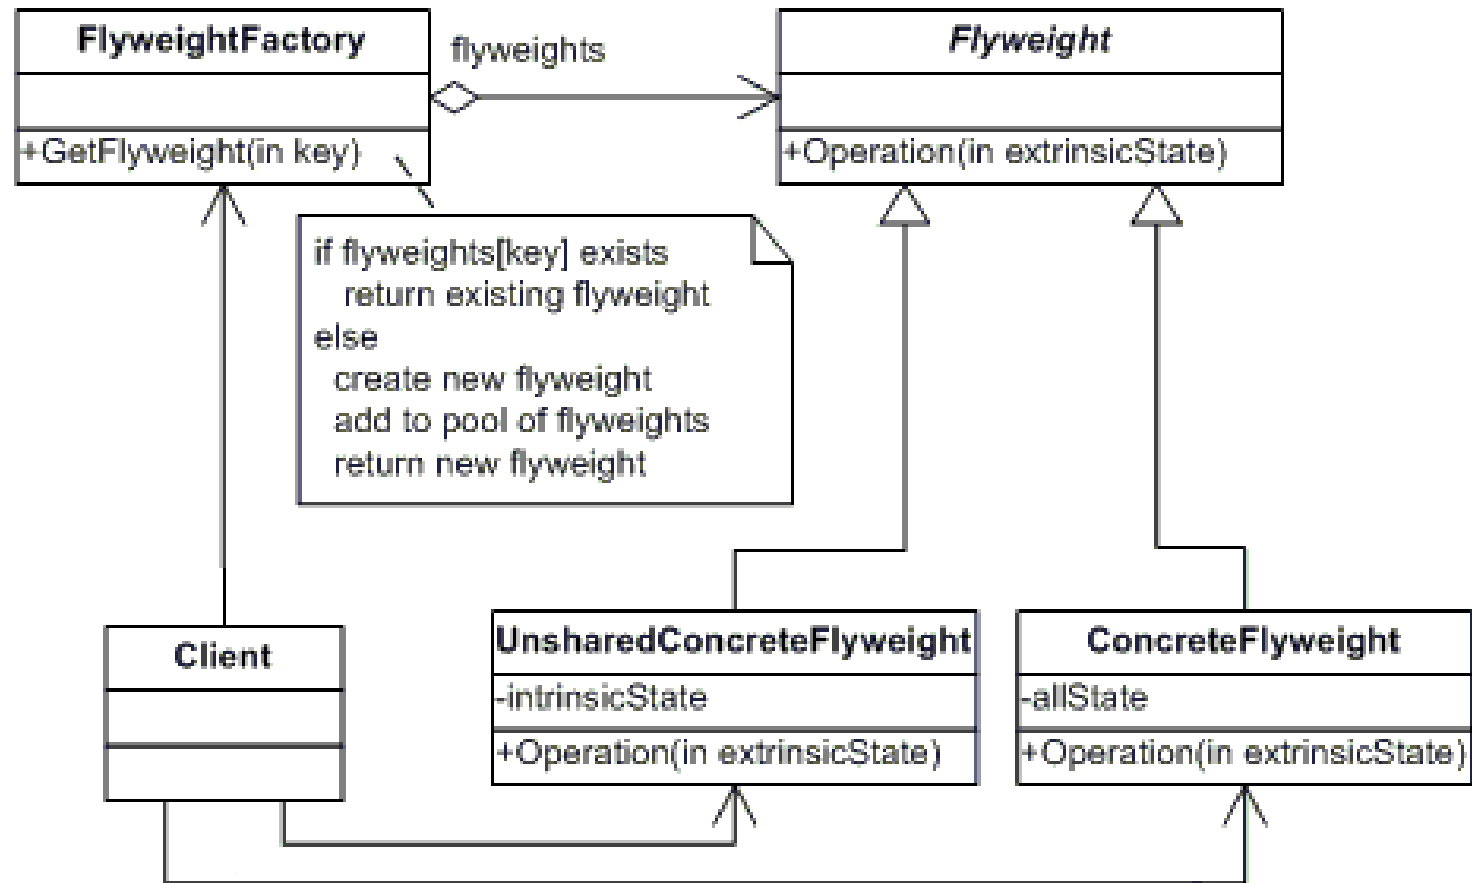 FlyweightFactory
flyweights
Flyweight
+GetFlyweight(in key)
+Operation(in extrinsicState)
if flyweights[key] exists
return existing flyweight
else
create new flyweight
add to pool of flyweights
return new flyweight
Client
UnsharedConcreteFlyweight
-intrinsicState
+Operation(in extrinsicState)
ConcreteFlyweight
-allState
+Operation(in extrinsicState)